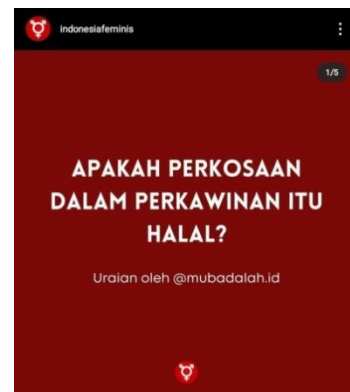 indonesiafeminis
1/5
APAKAH PERKOSAAN
DALAM PERKAWINAN ITU
HALAL?
Uraian oleh @mubadalah.id